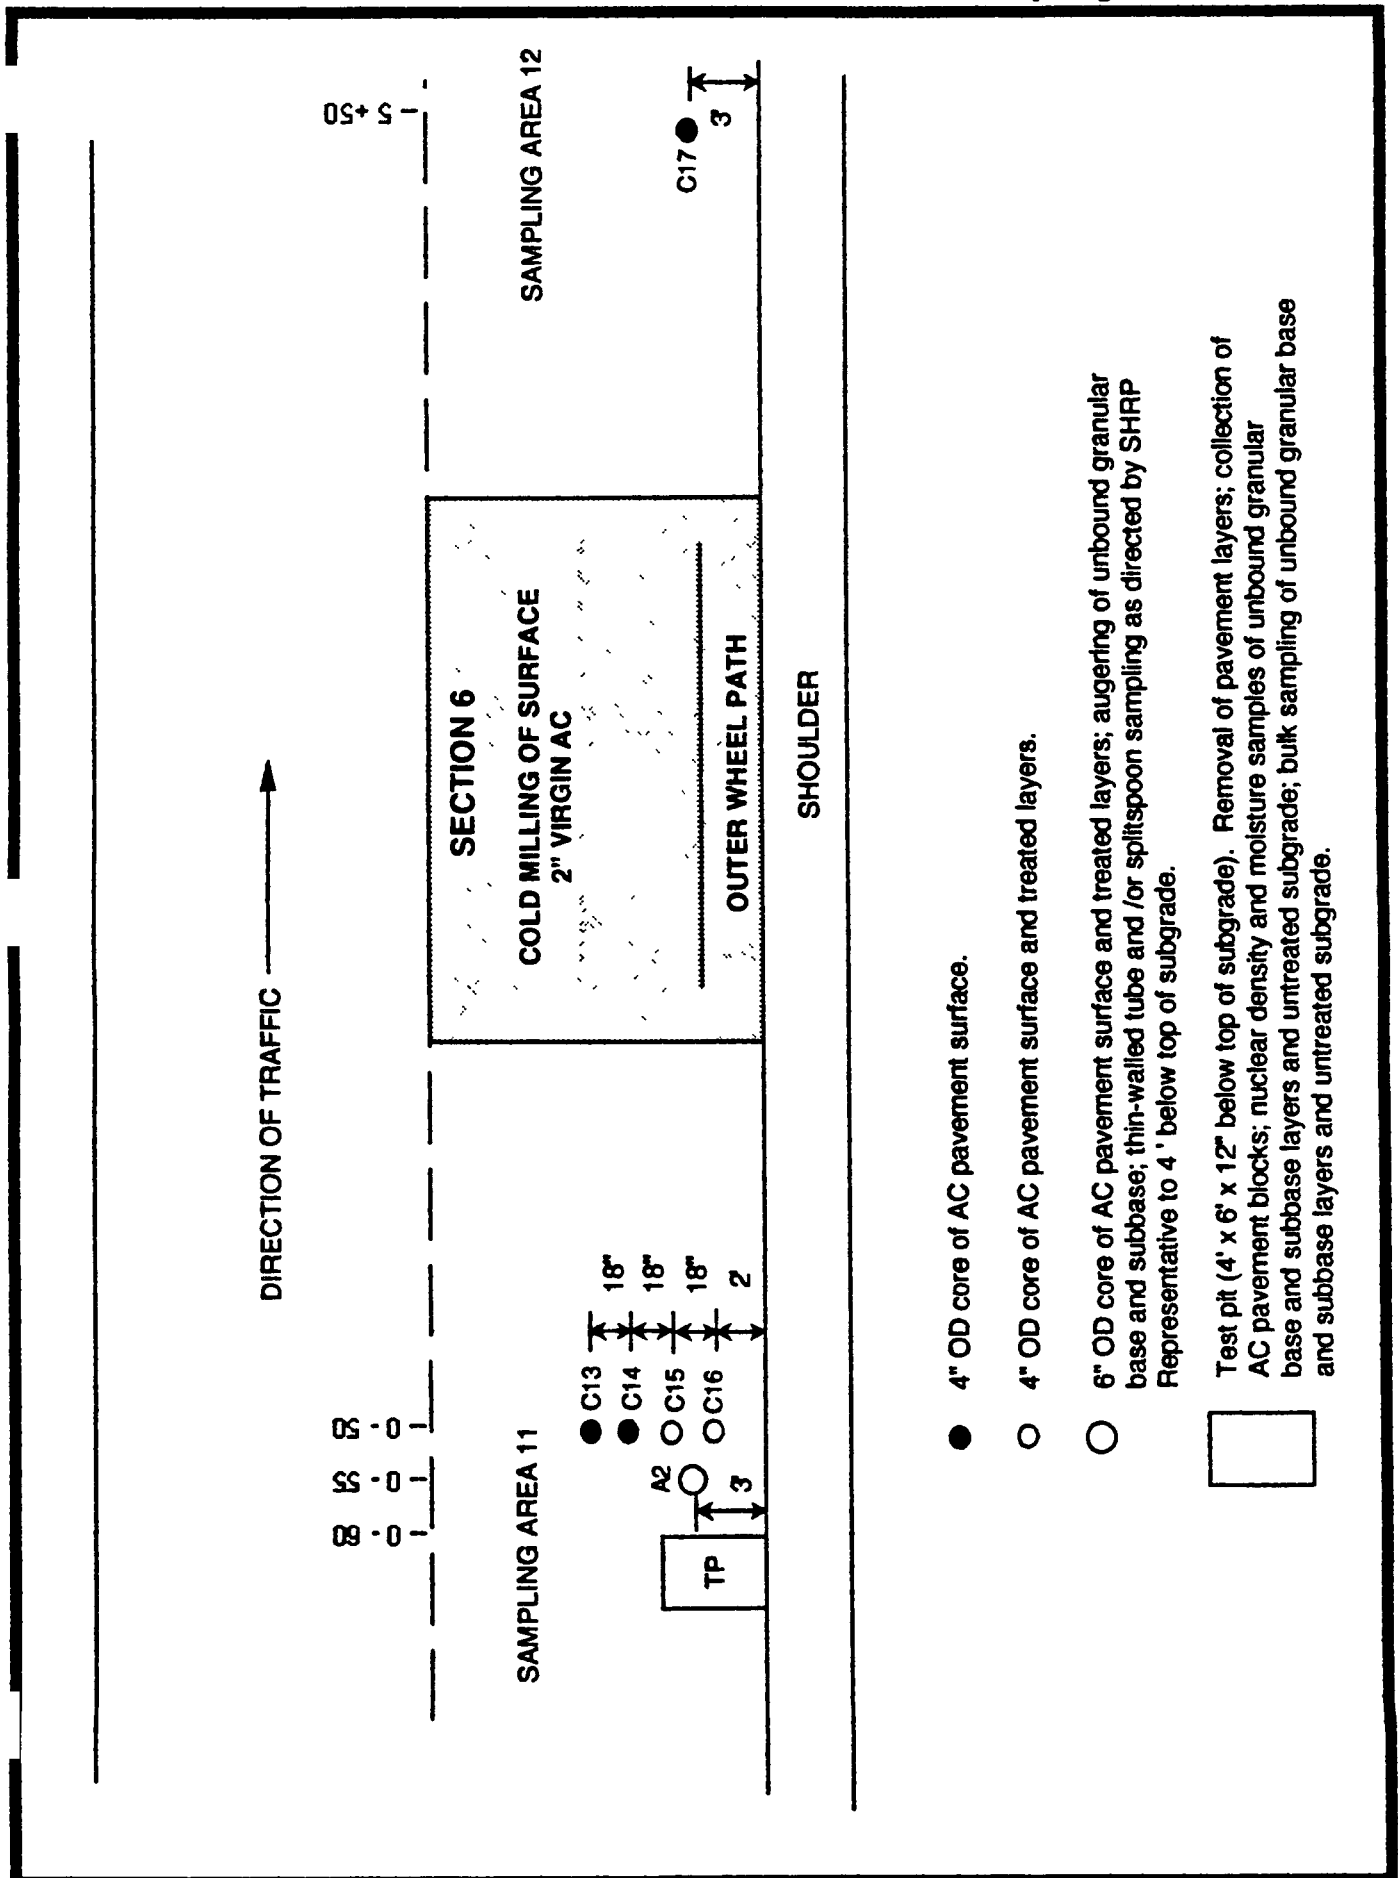 DIRECTION OF TRAFFIC
0 - 60
0 - 55
0 - 50
5 +50
SAMPLING AREA 11
SECTION 6
COLD MILLING OF SURFACE
2" VIRGIN AC
SAMPLING AREA 12
C13
18"
C14
18"
A2
C15
18"
C16
2'
TP
3'
OUTER WHEEL PATH
C17
3'
SHOULDER
4" OD core of AC pavement surface.
4" OD core of AC pavement surface and treated layers.
6" OD core of AC pavement surface and treated layers; augering of unbound granular
base and subbase; thin-walled tube and /or splitspoon sampling as directed by SHRP
Representative to 4 ' below top of subgrade.
Test pit (4' x 6' x 12" below top of subgrade). Removal of pavement layers; collection of
AC pavement blocks; nuclear density and moisture samples of unbound granular
base and subbase layers and untreated subgrade; bulk sampling of unbound granular base
and subbase layers and untreated subgrade.